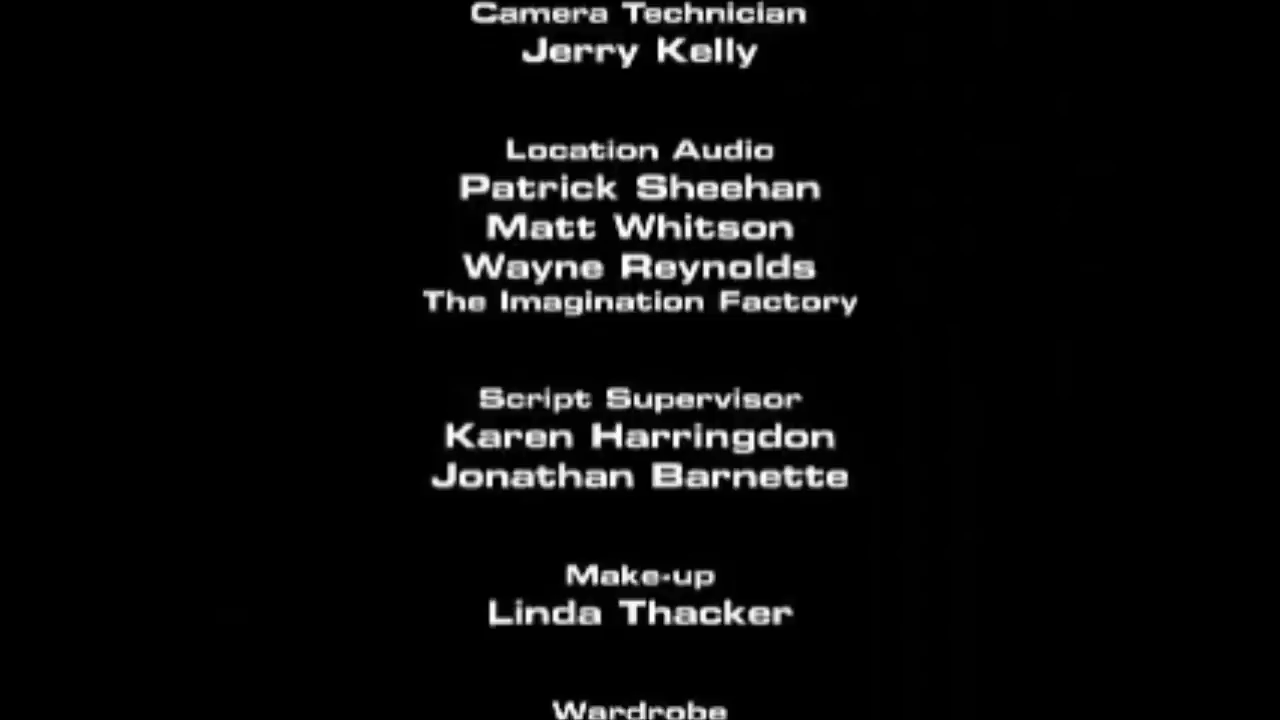 Camera Technician
Jerry Kelly
Location Audio
Patrick Sheehan
Matt Whitson
Wayne Reynolds
The Imagination Factory
Script Supervisor
Karen Harringdon
Jonathan Barnette
Make-up
Linda Thacker
Wardrobe